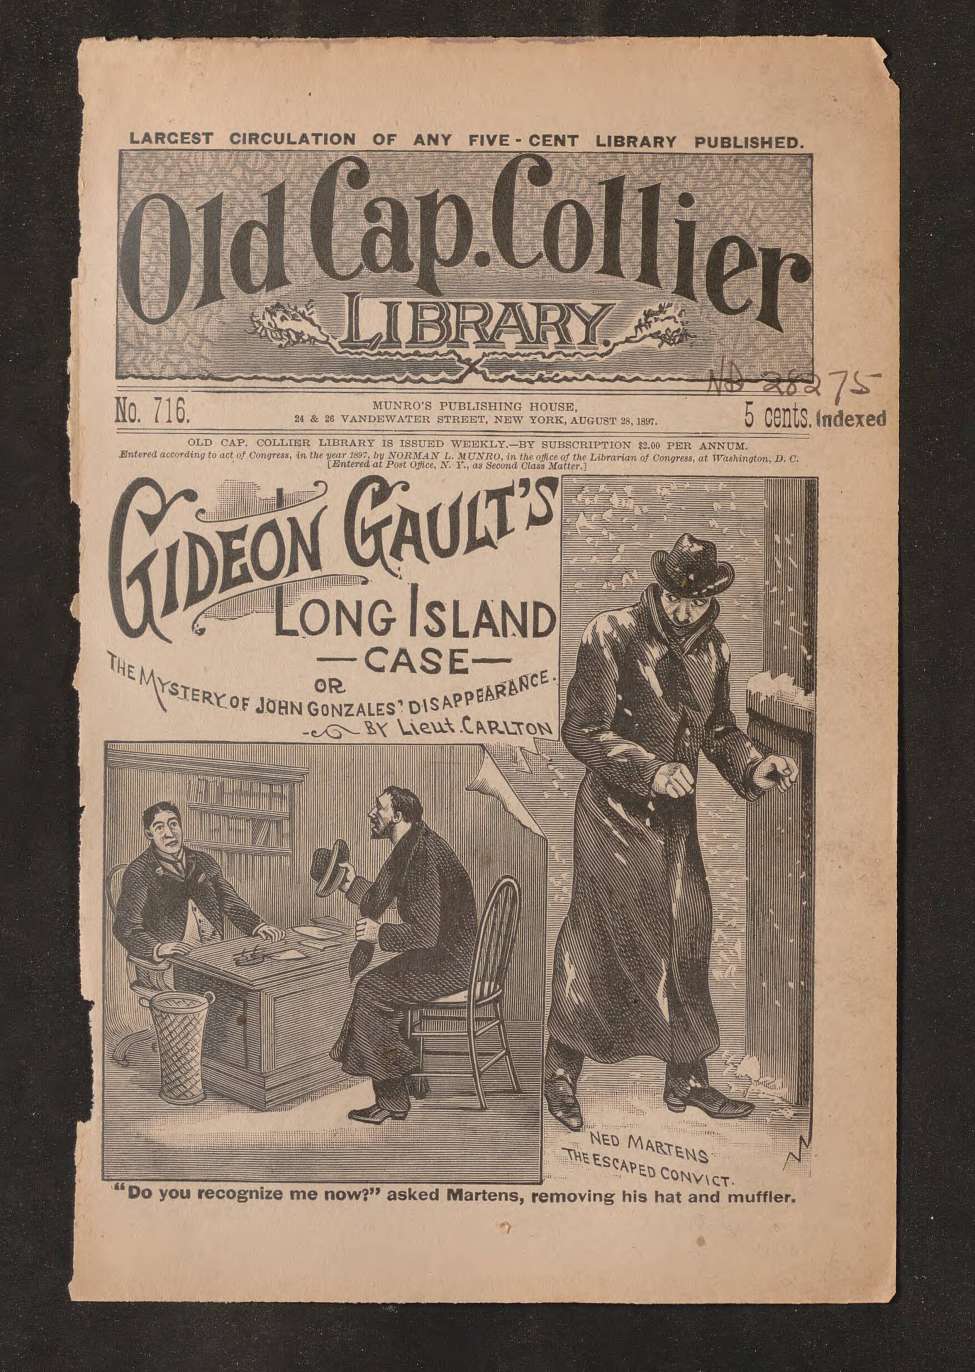 LARGEST CIRCULATION OF ANY FIVE-CENT LIBRARY PUBLISHED.
Old Cap. Collier
LIBRARY.
NB 28275
No. 716.
MUNRO'S PUBLISHING HOUSE,
24 & 26 VANDEWATER STREET, NEW YORK, AUGUST 28, 1897.
5 cents.
Indexed
OLD CAP. COLLIER LIBRARY IS ISSUED WEEKLY.—BY SUBSCRIPTION $2.00 PER ANNUM.
Entered according to act of Congress, in the year 1897, by NORMAN L. MUNRO, in the office of the Librarian of Congress, at Washington, D. C.
[Entered at Post Office, N. Y., as Second Class Matter.]
GIDEON GAULT'S
LONG ISLAND
—CASE—
OR
THE MYSTERY OF JOHN GONZALES' DISAPPEARANCE.
BY Lieut. CARLTON
NED MARTENS
THE ESCAPED CONVICT.
"Do you recognize me now?" asked Martens, removing his hat and muffler.